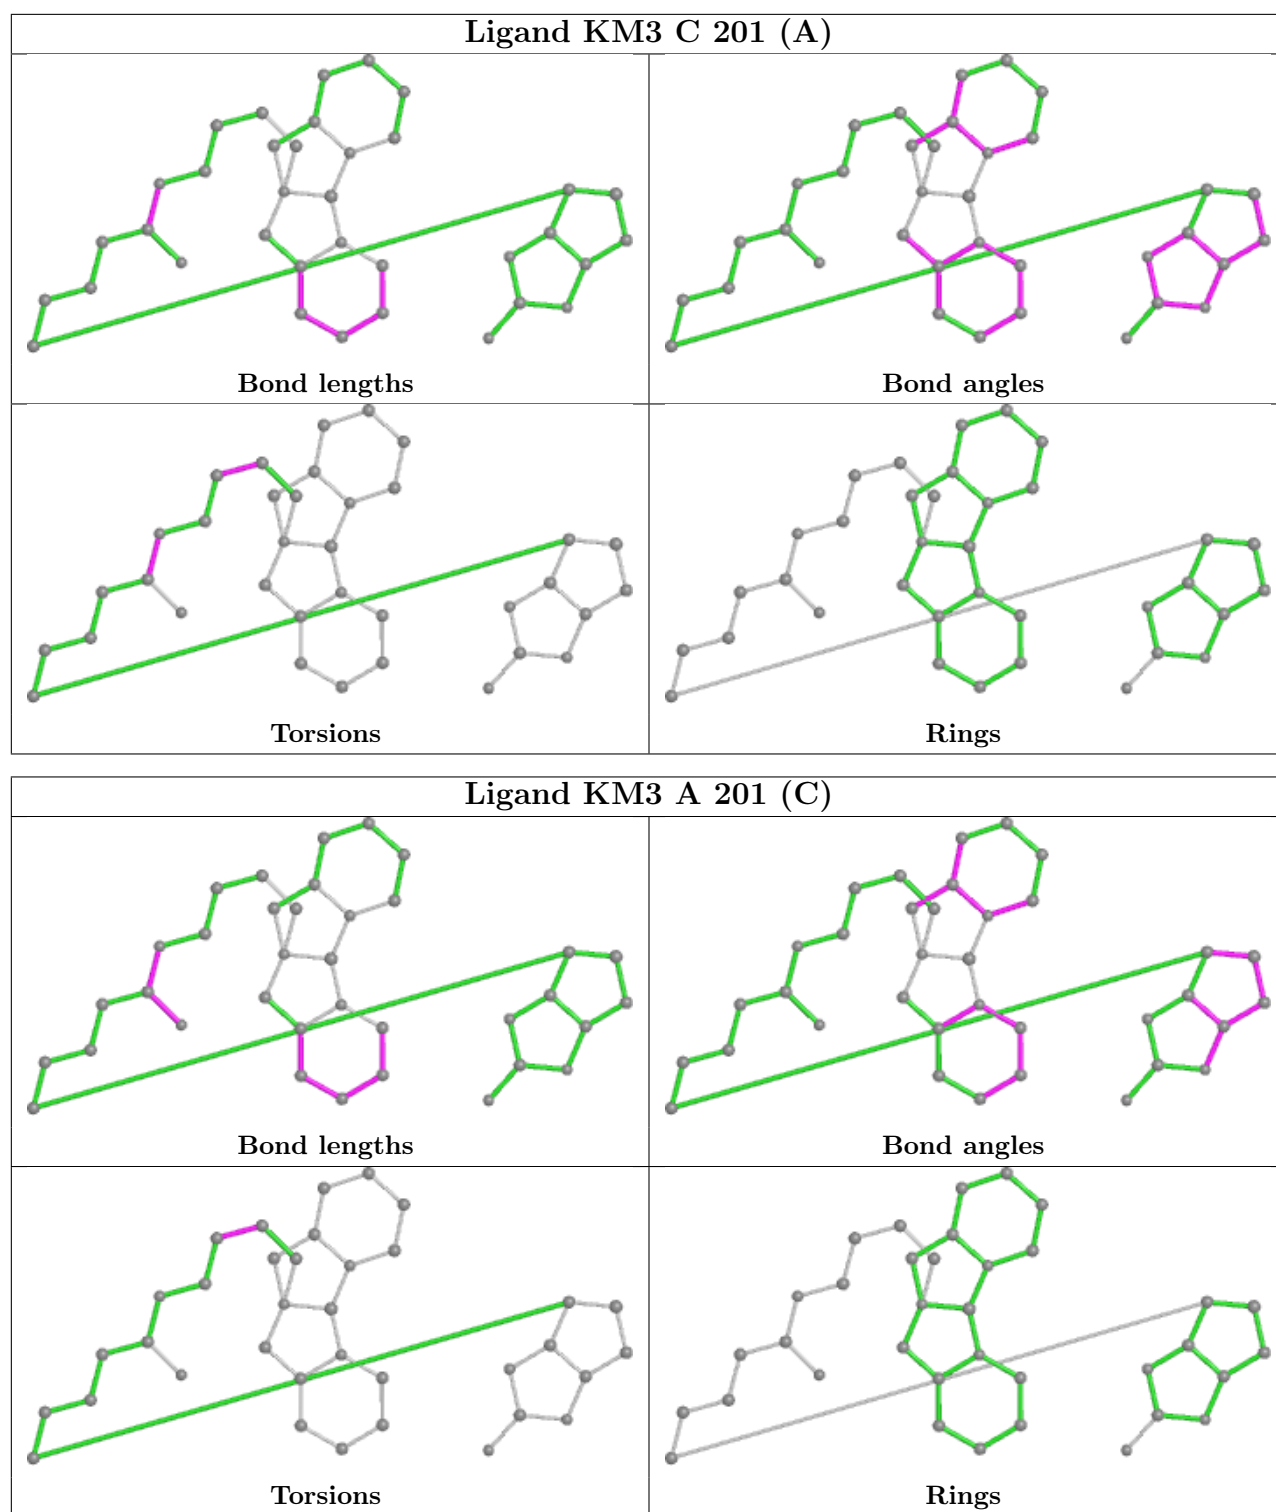 Ligand KM3 C 201 (A)
Bond lengths
Bond angles
Torsions
Rings
Ligand KM3 A 201 (C)
Bond lengths
Bond angles
Torsions
Rings